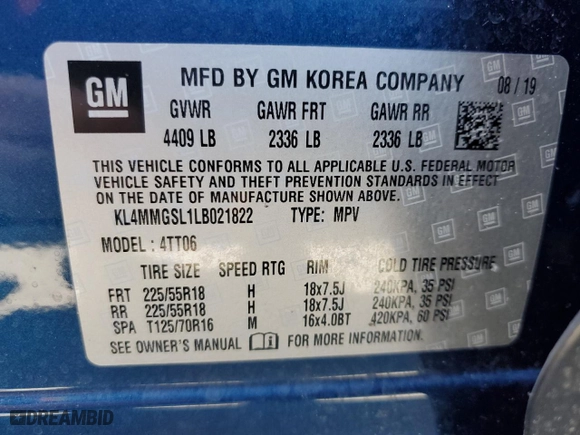 GM
MFD BY GM KOREA COMPANY 08 / 19
GVWR GAWR FRT GAWR RR
4409 LB 2336 LB 2336 LB
THIS VEHICLE CONFORMS TO ALL APPLICABLE U.S. FEDERAL MOTOR
VEHICLE SAFETY AND THEFT PREVENTION STANDARDS IN EFFECT
ON THE DATE OF MANUFACTURE SHOWN ABOVE.
KL4MMGSL1LB021822 TYPE: MPV
MODEL : 4TT06
TIRE SIZE SPEED RTG RIM COLD TIRE PRESSURE
FRT 225/55R18 H 18x7.5J 240KPA, 35 PSI
RR 225/55R18 H 18x7.5J 240KPA, 35 PSI
SPA T125/70R16 M 16x4.0BT 420KPA, 60 PSI
SEE OWNER'S MANUAL FOR MORE INFORMATION
DREAMBID